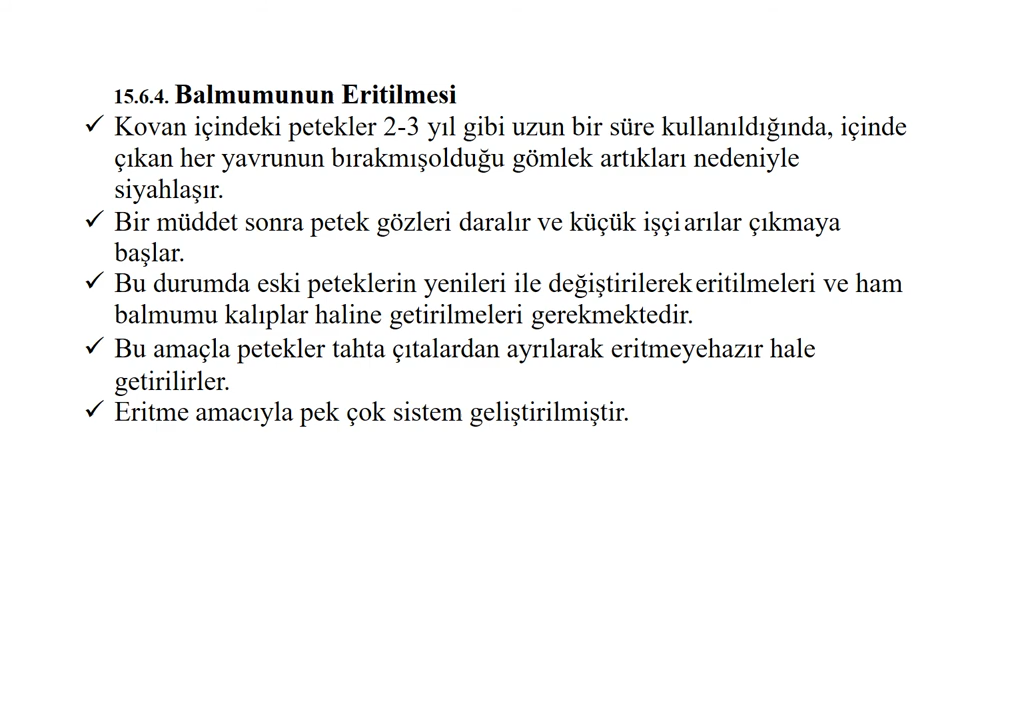 15.6.4. Balmumunun Eritilmesi
✓ Kovan içindeki petekler 2-3 yıl gibi uzun bir süre kullanıldığında, içinde
çıkan her yavrunun bırakmışolduğu gömlek artıkları nedeniyle
siyahlaşır.
✓ Bir müddet sonra petek gözleri daralır ve küçük işçi arılar çıkmaya
başlar.
✓ Bu durumda eski peteklerin yenileri ile değiştirilerek eritilmeleri ve ham
balmumu kalıplar haline getirilmeleri gerekmektedir.
✓ Bu amaçla petekler tahta çıtalardan ayrılarak eritmeyehazır hale
getirilirler.
✓ Eritme amacıyla pek çok sistem geliştirilmiştir.